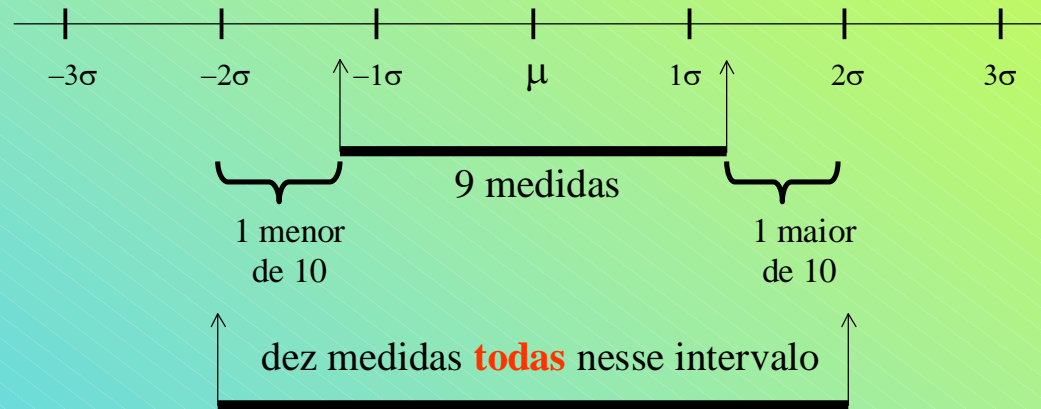 –3σ –2σ –1σ μ 1σ 2σ 3σ
9 medidas
1 menor
de 10
1 maior
de 10
dez medidas todas nesse intervalo